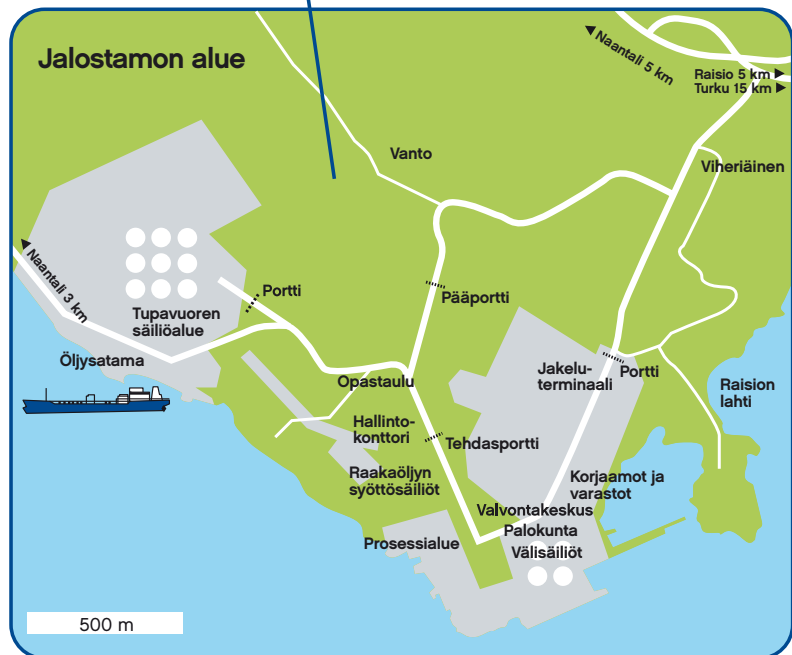 Jalostamon alue
Naantali 5 km
Raisio 5 km
Turku 15 km
Vanto
Viheriäinen
Naantali 3 km
Portti
Pääportti
Tupavuoren
säiliöalue
Öljysatama
Opastaulu
Jakelu-
terminaali
Portti
Raision
lahti
Hallinto-
konttori
Tehdasportti
Raakaöljyn
syöttösäiliöt
Korjaamot ja
varastot
Valvontakeskus
Palokunta
Välisäiliöt
Prosessialue
500 m